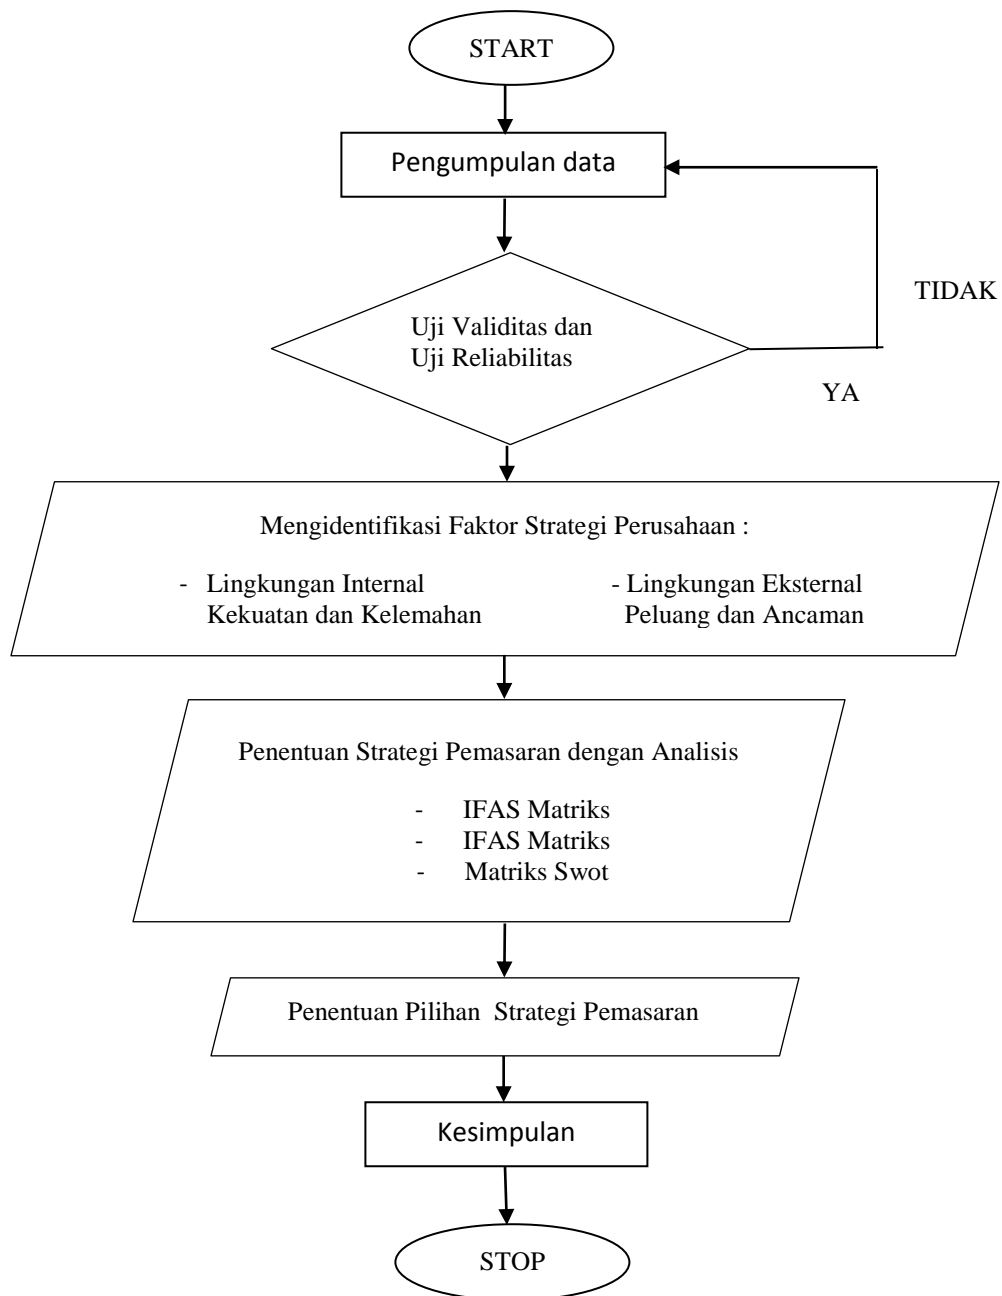 START
Pengumpulan data
TIDAK
Uji Validitas dan
Uji Reliabilitas
YA
Mengidentifikasi Faktor Strategi Perusahaan :
- Lingkungan Internal
Kekuatan dan Kelemahan
- Lingkungan Eksternal
Peluang dan Ancaman
Penentuan Strategi Pemasaran dengan Analisis
- IFAS Matriks
- IFAS Matriks
- Matriks Swot
Penentuan Pilihan Strategi Pemasaran
Kesimpulan
STOP